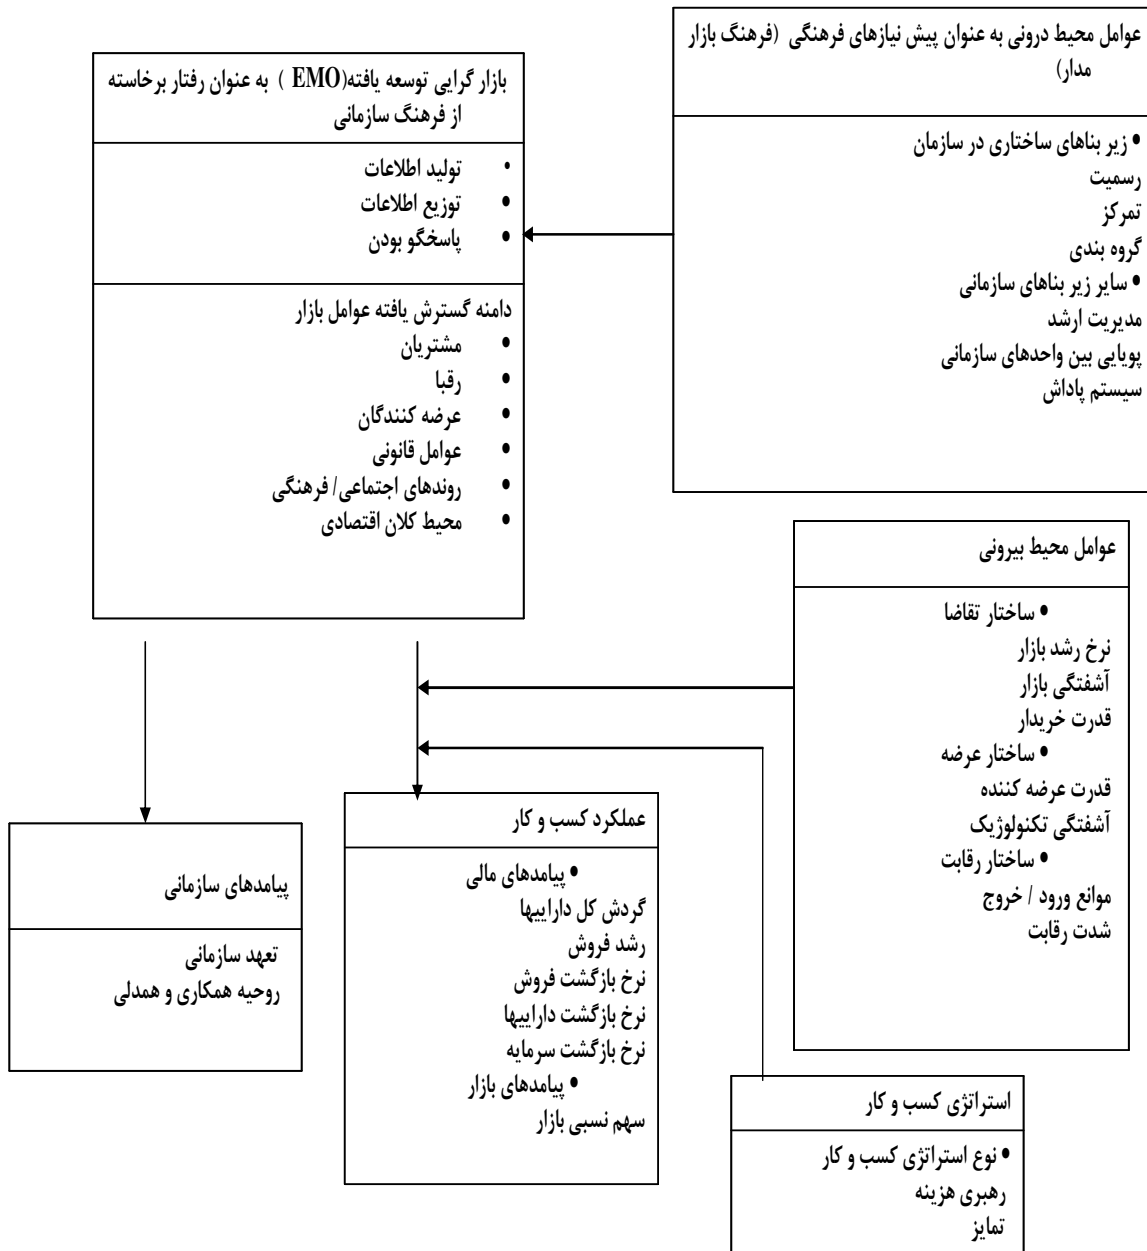 عوامل محیط درونی به عنوان پیش نیازهای فرهنگی (فرهنگ بازار
مدار)
• زیر بناهای ساختاری در سازمان
رسمیت
تمرکز
گروه بندی
• سایر زیر بناهای سازمانی
مدیریت ارشد
پویایی بین واحدهای سازمانی
سیستم پاداش
بازار گرایی توسعه یافته(EMO ) به عنوان رفتار برخاسته
از فرهنگ سازمانی
• تولید اطلاعات
• توزیع اطلاعات
• پاسخگو بودن
دامنه گسترش یافته عوامل بازار
• مشتریان
• رقبا
• عرضه کنندگان
• عوامل قانونی
• روندهای اجتماعی/ فرهنگی
• محیط کلان اقتصادی
عوامل محیط بیرونی
• ساختار تقاضا
نرخ رشد بازار
آشفتگی بازار
قدرت خریدار
• ساختار عرضه
قدرت عرضه کننده
آشفتگی تکنولوژیک
• ساختار رقابت
موانع ورود / خروج
شدت رقابت
عملکرد کسب و کار
• پیامدهای مالی
گردش کل داراییها
رشد فروش
نرخ بازگشت فروش
نرخ بازگشت داراییها
نرخ بازگشت سرمایه
• پیامدهای بازار
سهم نسبی بازار
پیامدهای سازمانی
تعهد سازمانی
روحیه همکاری و همدلی
استراتژی کسب و کار
• نوع استراتژی کسب و کار
رهبری هزینه
تمایز